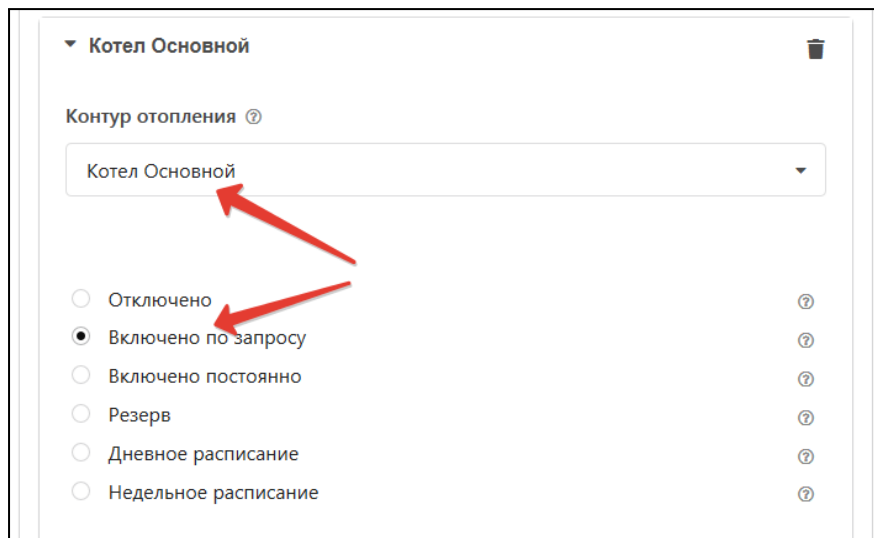 Котел Основной
Контур отопления
Котел Основной
Отключено
Включено по запросу
Включено постоянно
Резерв
Дневное расписание
Недельное расписание